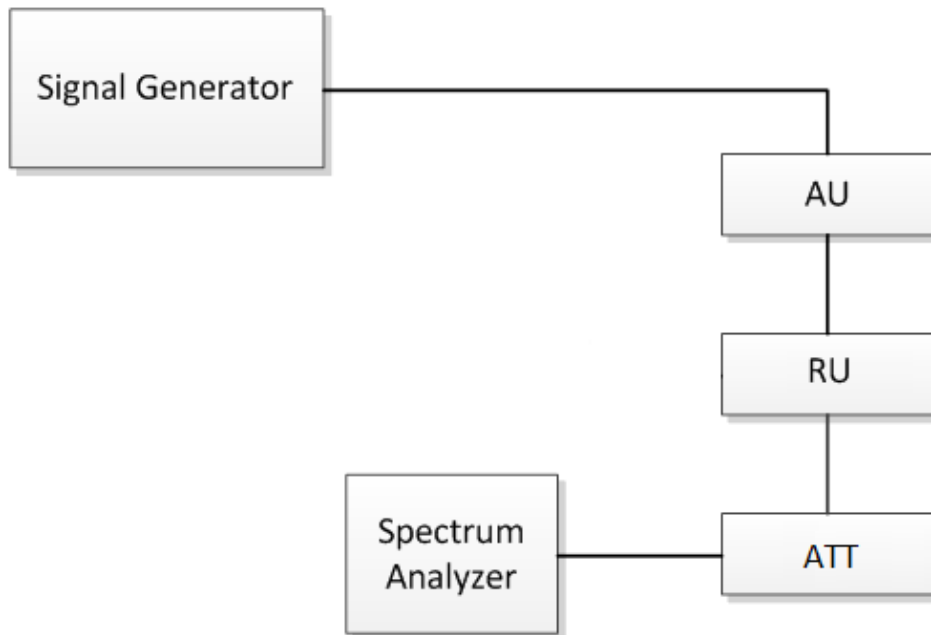 Signal Generator
AU
RU
ATT
Spectrum
Analyzer